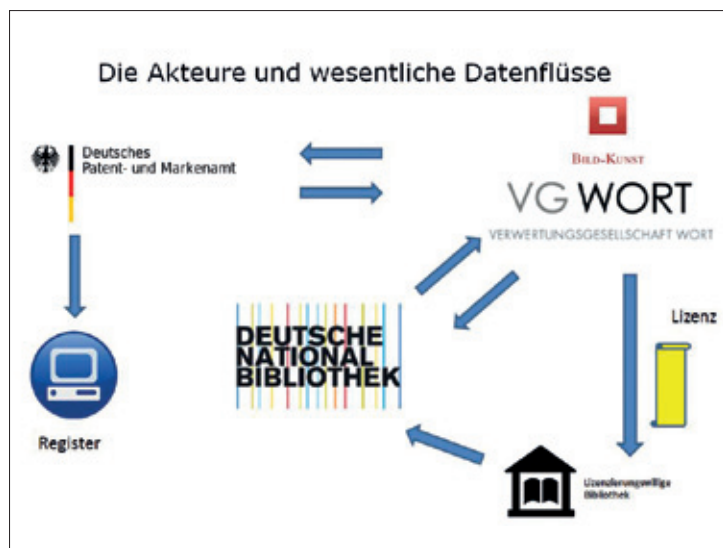 Die Akteure und wesentliche Datenflüsse
Deutsches
Patent- und Markenamt
BILD-KUNST
VG WORT
VERWERTUNGSGESELLSCHAFT WORT
DEUTSCHE
NATIONAL
BIBLIOTHEK
Lizenz
Register
Lizenzierungswillige
Bibliothek